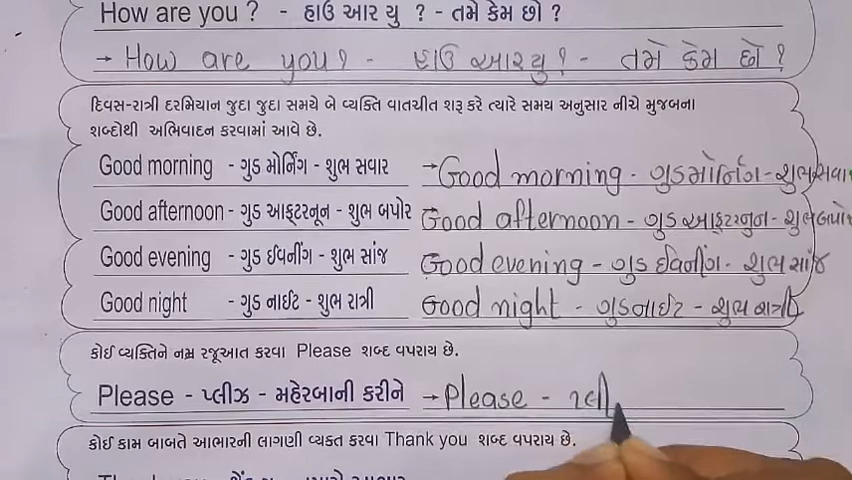 How are you ? - હાઉ આર યુ ? - તમે કેમ છો ?
→ How are you? - હાઉ આર યુ? - તમે કેમ છો ?
દિવસ-રાત્રી દરમિયાન જુદા જુદા સમયે બે વ્યક્તિ વાતચીત શરૂ કરે ત્યારે સમય અનુસાર નીચે મુજબના
શબ્દોથી અભિવાદન કરવામાં આવે છે.
Good morning - ગુડ મોર્નિંગ - શુભ સવાર → Good morning - ગુડ મોર્નિંગ - શુભ સવા
Good afternoon - ગુડ આફ્ટરનૂન - શુભ બપોર → Good afternoon - ગુડ આફ્ટરનુન - શુભ બપો
Good evening - ગુડ ઈવનીંગ - શુભ સાંજ Good evening - ગુડ ઈવનીંગ - શુભ સાંજ
Good night - ગુડ નાઈટ - શુભ રાત્રી Good night - ગુડ નાઈટ - શુભ રાત્રી
કોઈ વ્યક્તિને નમ્ર રજૂઆત કરવા Please શબ્દ વપરાય છે.
Please - પ્લીઝ - મહેરબાની કરીને → Please - પ્લી
કોઈ કામ બાબતે આભારની લાગણી વ્યક્ત કરવા Thank you શબ્દ વપરાય છે.